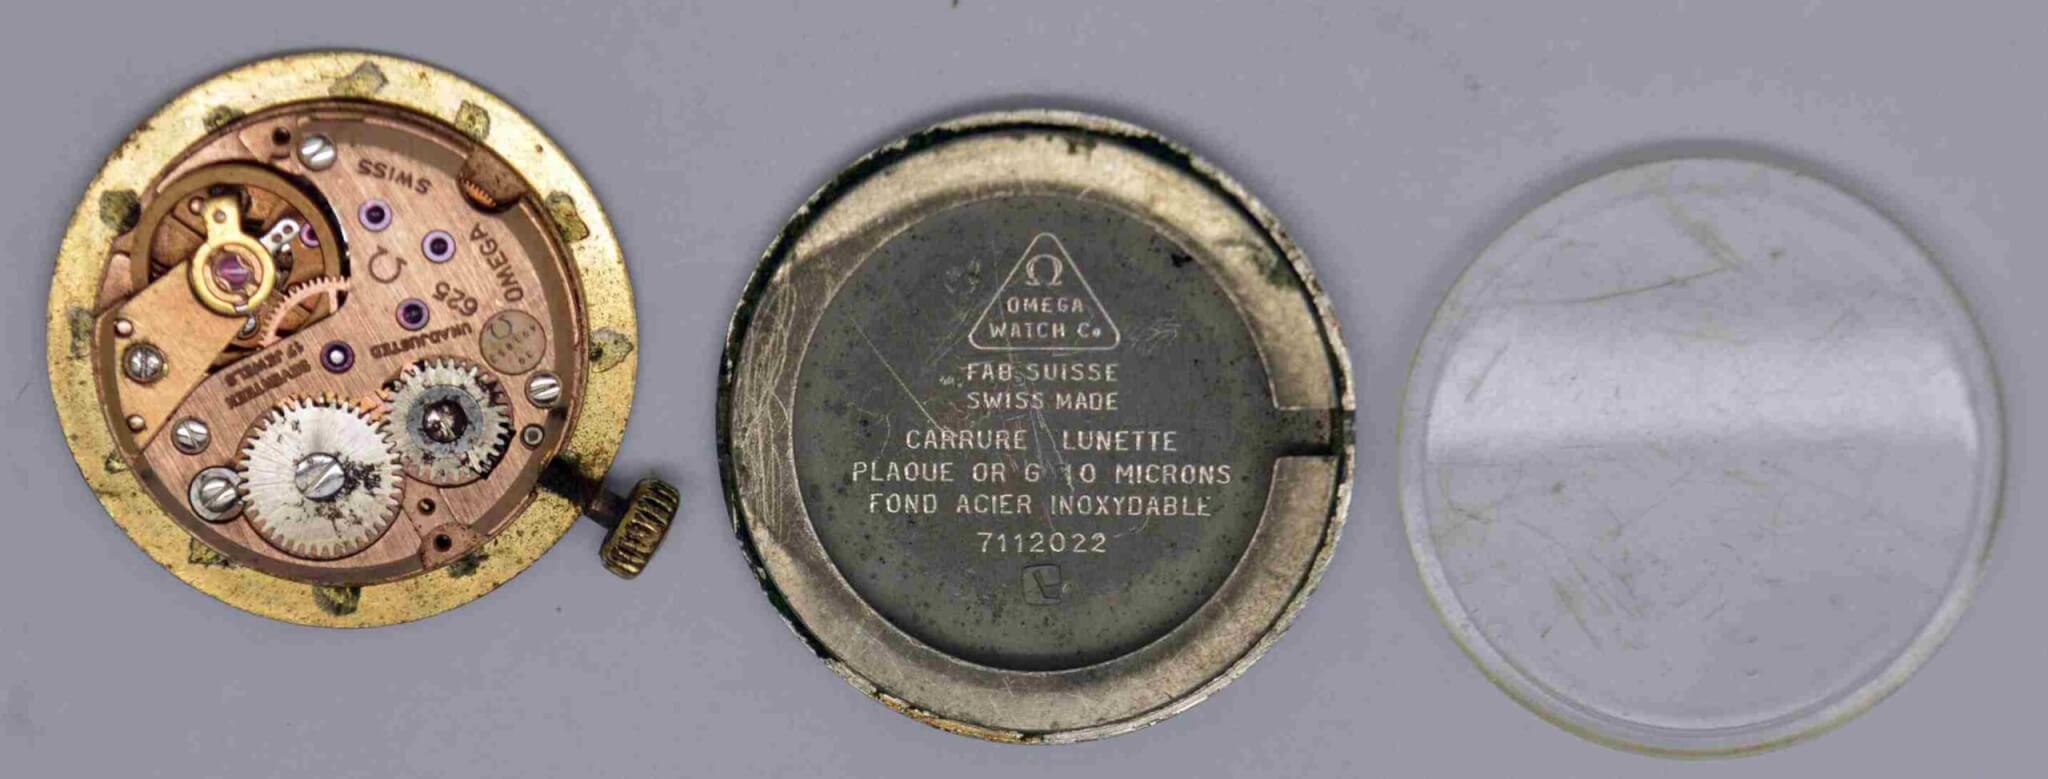 SWISS
Ω
OMEGA
625
UNADJUSTED
SEVENTEEN
17 JEWELS
Ω
OMEGA
WATCH Co
FAB. SUISSE
SWISS MADE
CARRURE LUNETTE
PLAQUE OR G 10 MICRONS
FOND ACIER INOXYDABLE
7112022